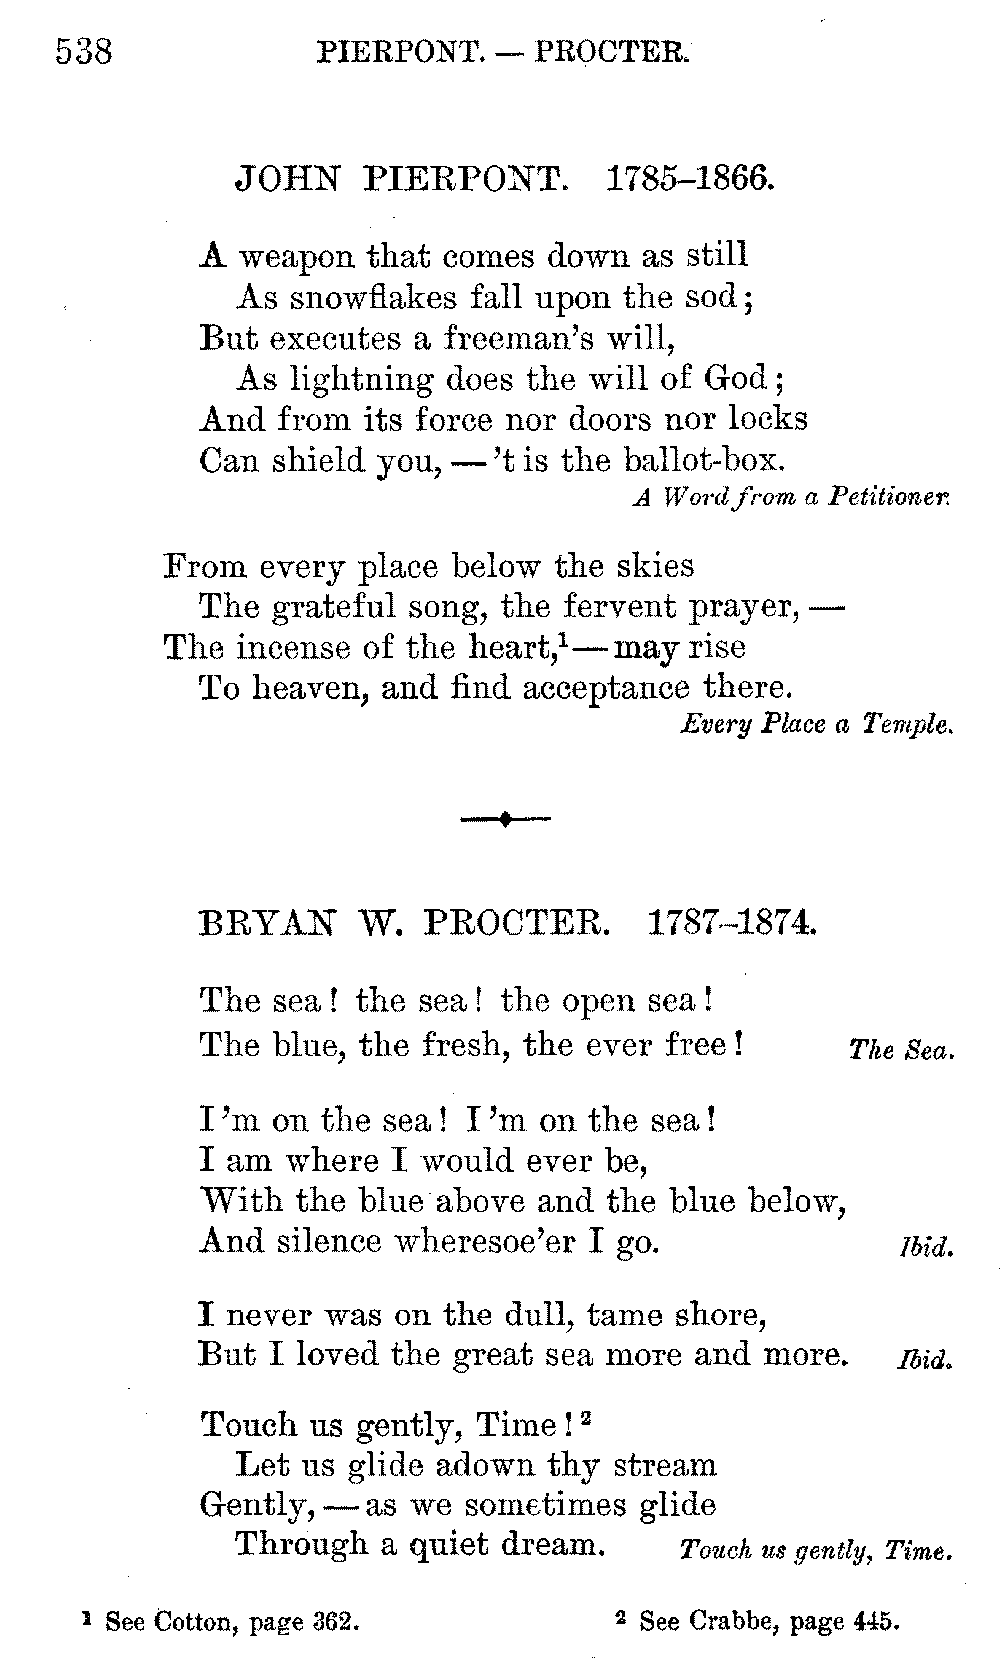 538 PIERPONT. — PROCTER.
JOHN PIERPONT. 1785–1866.
A weapon that comes down as still
As snowflakes fall upon the sod;
But executes a freeman's will,
As lightning does the will of God;
And from its force nor doors nor locks
Can shield you, — 't is the ballot-box.
A Word from a Petitioner.
From every place below the skies
The grateful song, the fervent prayer, —
The incense of the heart,¹ — may rise
To heaven, and find acceptance there.
Every Place a Temple.
BRYAN W. PROCTER. 1787–1874.
The sea! the sea! the open sea!
The blue, the fresh, the ever free! The Sea.
I 'm on the sea! I 'm on the sea!
I am where I would ever be,
With the blue above and the blue below,
And silence wheresoe'er I go. Ibid.
I never was on the dull, tame shore,
But I loved the great sea more and more. Ibid.
Touch us gently, Time!²
Let us glide adown thy stream
Gently, — as we sometimes glide
Through a quiet dream. Touch us gently, Time.
¹ See Cotton, page 362. ² See Crabbe, page 445.